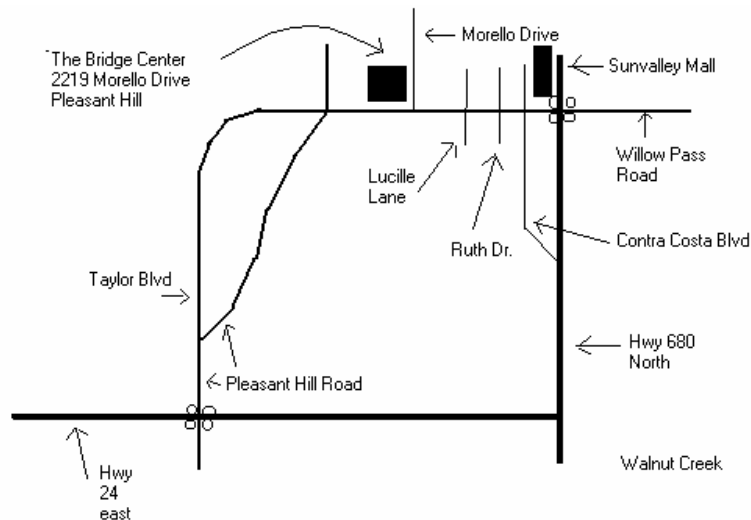 The Bridge Center
2219 Morello Drive
Pleasant Hill
Morello Drive
Sunvalley Mall
Willow Pass
Road
Lucille
Lane
Ruth Dr.
Contra Costa Blvd
Taylor Blvd
Hwy 680
North
Pleasant Hill Road
Walnut Creek
Hwy
24
east